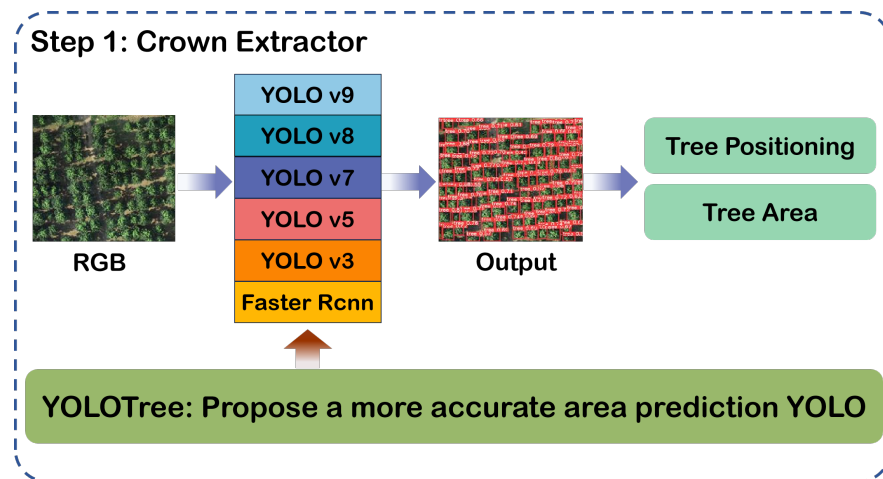 Step 1: Crown Extractor
YOLO v9
YOLO v8
YOLO v7
YOLO v5
YOLO v3
Faster Rcnn
RGB
Output
Tree Positioning
Tree Area
YOLOTree: Propose a more accurate area prediction YOLO